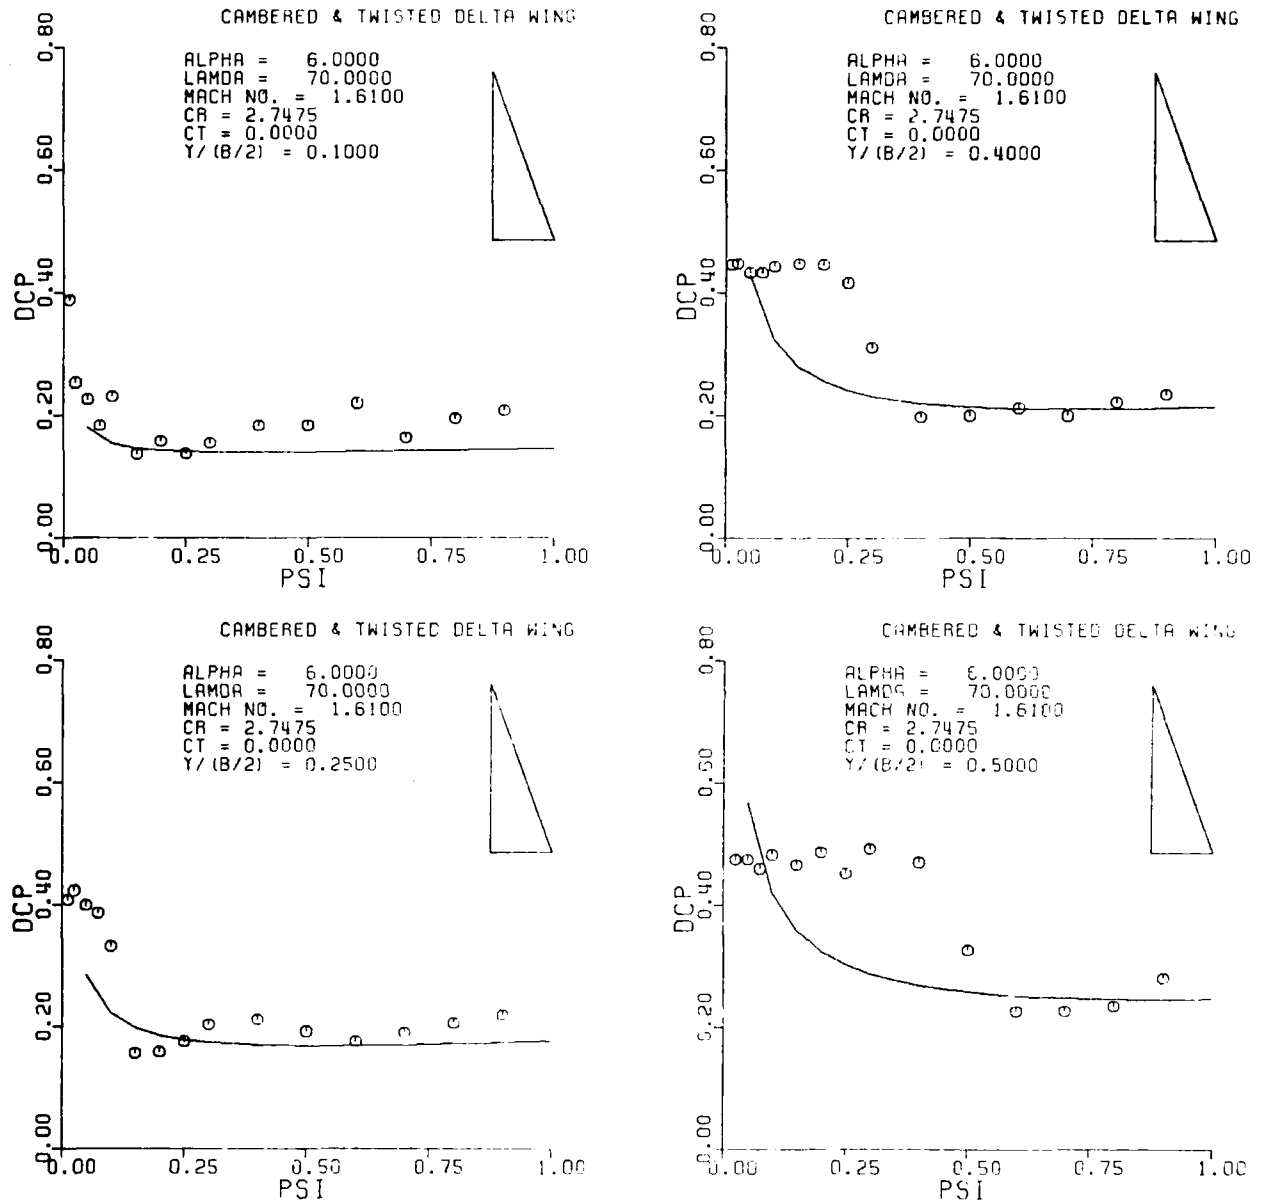 CAMBERED & TWISTED DELTA WING
ALPHA = 6.0000
LAMDA = 70.0000
MACH NO. = 1.6100
CR = 2.7475
CT = 0.0000
Y/(B/2) = 0.1000
DCP
0.80
0.60
0.40
0.20
0.00
0.00 0.25 0.50 0.75 1.00
PSI
CAMBERED & TWISTED DELTA WING
ALPHA = 6.0000
LAMDA = 70.0000
MACH NO. = 1.6100
CR = 2.7475
CT = 0.0000
Y/(B/2) = 0.4000
DCP
0.80
0.60
0.40
0.20
0.00
0.00 0.25 0.50 0.75 1.00
PSI
CAMBERED & TWISTED DELTA WING
ALPHA = 6.0000
LAMDA = 70.0000
MACH NO. = 1.6100
CR = 2.7475
CT = 0.0000
Y/(B/2) = 0.2500
DCP
0.80
0.60
0.40
0.20
0.00
0.00 0.25 0.50 0.75 1.00
PSI
CAMBERED & TWISTED DELTA WING
ALPHA = 6.0000
LAMDA = 70.0000
MACH NO. = 1.6100
CR = 2.7475
CT = 0.0000
Y/(B/2) = 0.5000
DCP
0.80
0.60
0.40
0.20
0.00
0.00 0.25 0.50 0.75 1.00
PSI